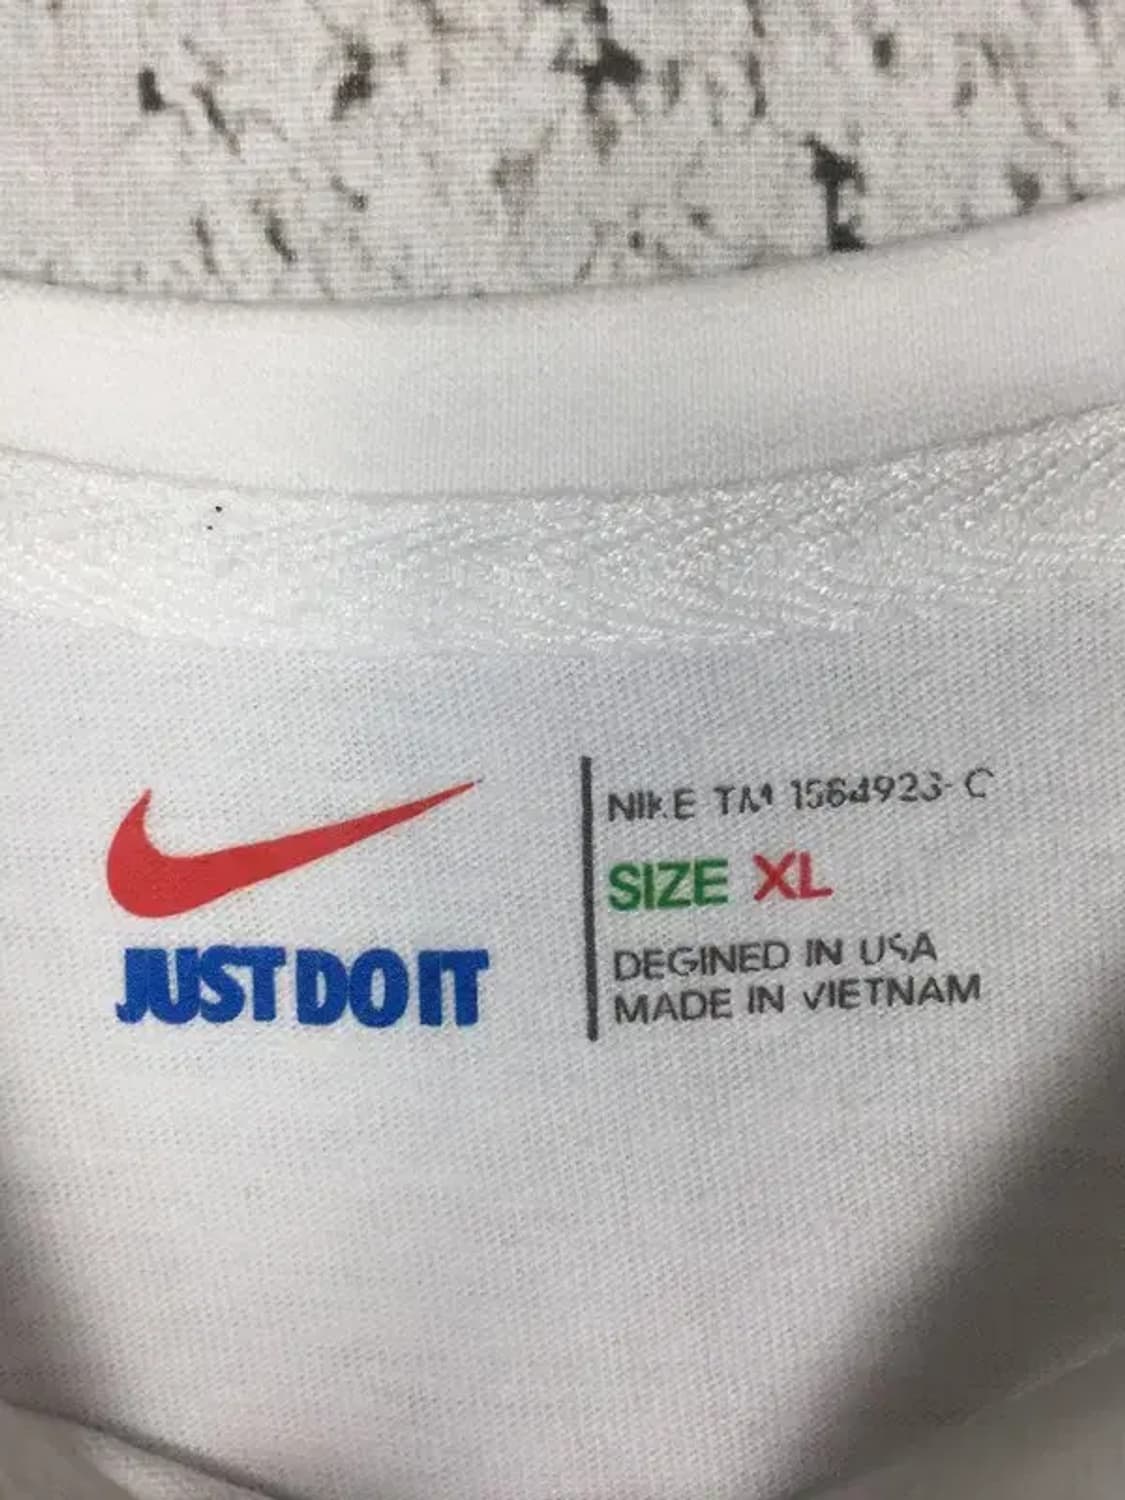 JUST DO IT
NIKE TM 1564923-C
SIZE XL
DEGINED IN USA
MADE IN VIETNAM